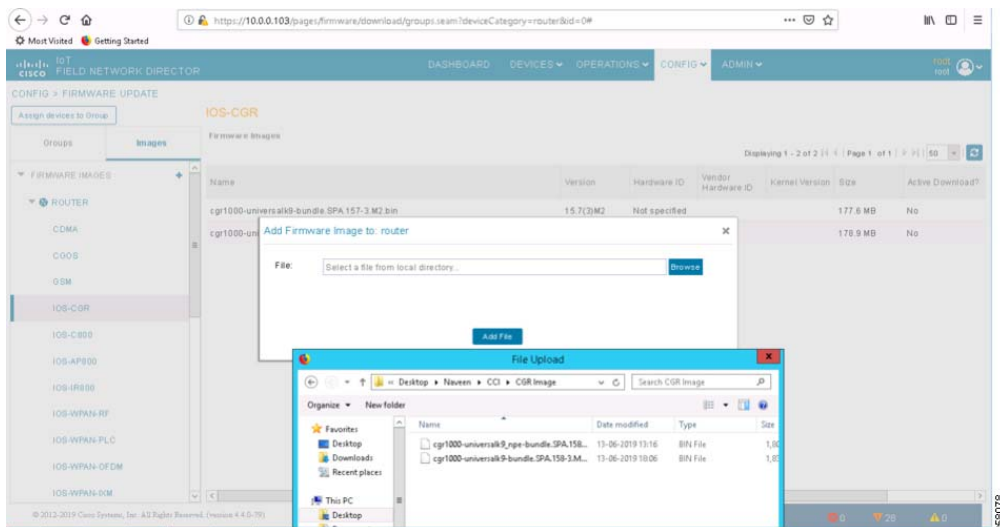 https://10.0.0.103/pages/firmware/download/groups.seam?deviceCategory=router&id=0#
Most Visited Getting Started
cisco IoT
FIELD NETWORK DIRECTOR
DASHBOARD DEVICES OPERATIONS CONFIG ADMIN
root
root
CONFIG > FIRMWARE UPDATE
Assign devices to Group
IOS-CGR
Groups Images
Firmware Images
Displaying 1 - 2 of 2 Page 1 of 1 50
FIRMWARE IMAGES
Name Version Hardware ID Vendor Hardware ID Kernel Version Size Active Download?
ROUTER
cgr1000-universalk9-bundle.SPA.157-3.M2.bin 15.7(3)M2 Not specified 177.6 MB No
CDMA
cgr1000-un 178.9 MB No
Add Firmware Image to: router
CGOS
File: Select a file from local directory... Browse
GSM
IOS-CGR
IOS-C800
Add File
IOS-AP800
File Upload
IOS-IR800
« Desktop Naveen CCI CGR Image Search CGR Image
Organize New folder
IOS-WPAN-RF
Favorites
Name Date modified Type Size
Desktop
cgr1000-universalk9_npe-bundle.SPA.158... 13-06-2019 13:16 BIN File
IOS-WPAN-PLC
Downloads
cgr1000-universalk9-bundle.SPA.158-3.M... 13-06-2019 18:06 BIN File
Recent places
IOS-WPAN-OFDM
This PC
IOS-WPAN-IXM
Desktop
© 2012-2019 Cisco Systems, Inc. All Rights Reserved. (version 4.4.0-79)
0 26 0